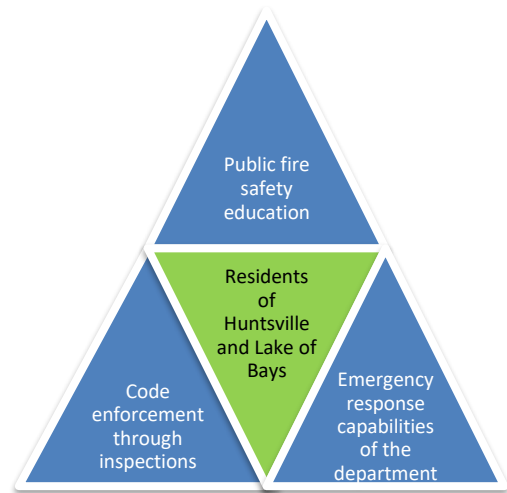 Public fire
safety
education
Residents
of
Huntsville
and Lake of
Bays
Code
enforcement
through
inspections
Emergency
response
capabilities
of the
department